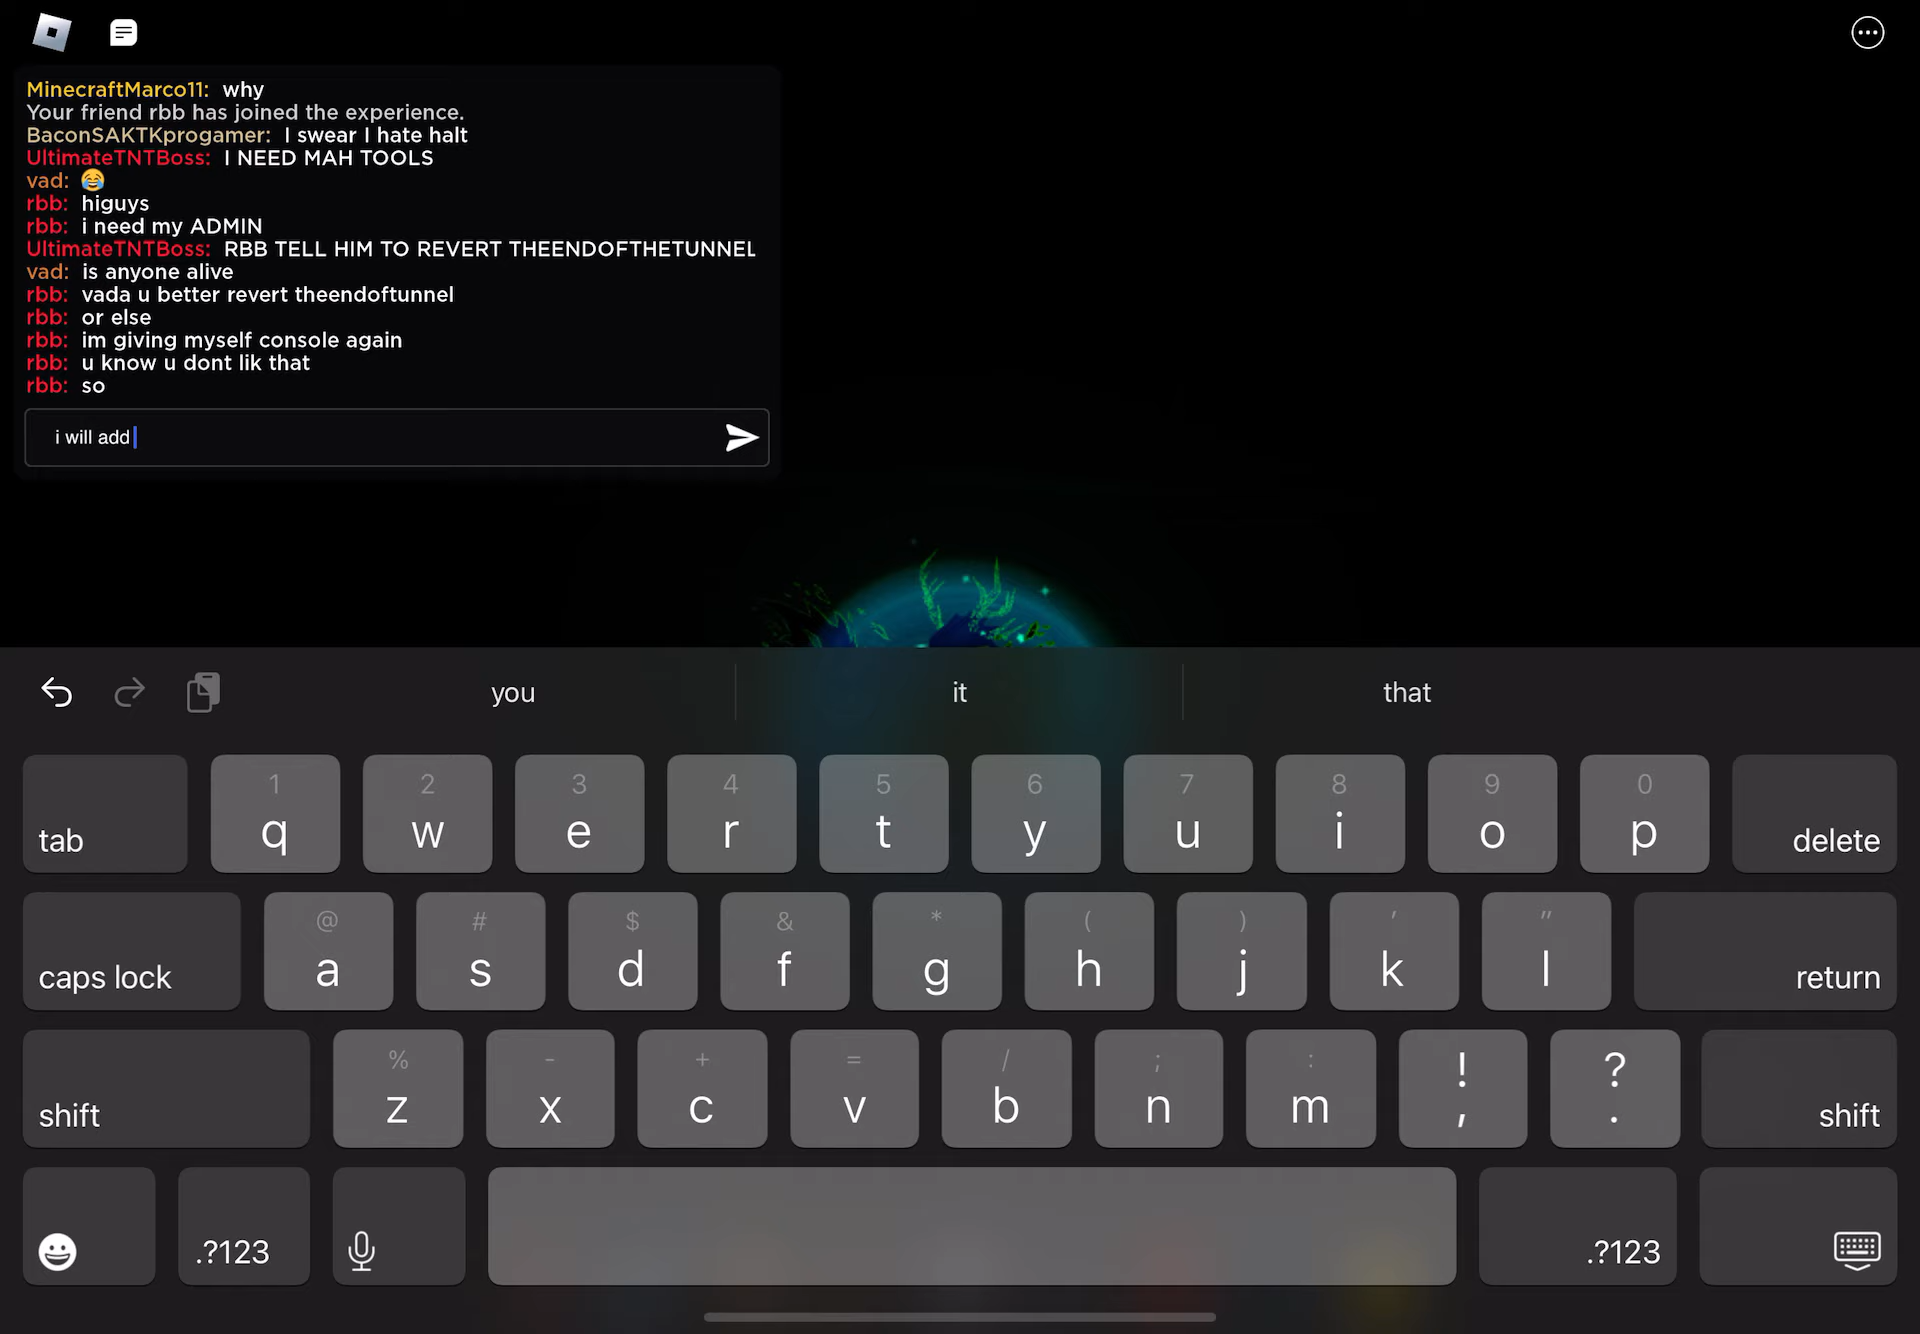 MinecraftMarco11: why
Your friend rbb has joined the experience.
BaconSAKTKprogamer: I swear I hate halt
UltimateTNTBoss: I NEED MAH TOOLS
vad: 😂
rbb: higuys
rbb: i need my ADMIN
UltimateTNTBoss: RBB TELL HIM TO REVERT THEENDOFTHETUNNEL
vad: is anyone alive
rbb: vada u better revert theendoftunnel
rbb: or else
rbb: im giving myself console again
rbb: u know u dont lik that
rbb: so
i will add
you it that
1 2 3 4 5 6 7 8 9 0
tab q w e r t y u i o p delete
@ # $ & * ( ) ' "
caps lock a s d f g h j k l return
% - + = / ; : ! ?
shift z x c v b n m , . shift
.?123 .?123